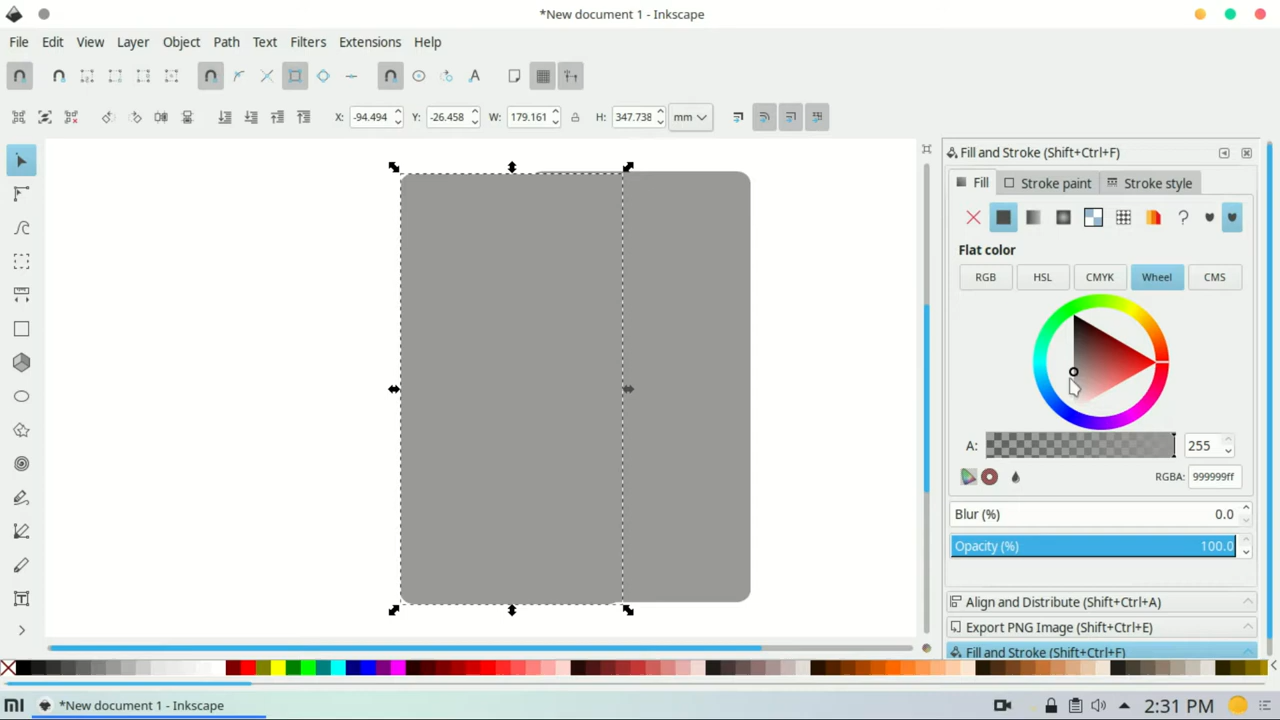 *New document 1 - Inkscape
File Edit View Layer Object Path Text Filters Extensions Help
X: -94.494 Y: -26.458 W: 179.161 H: 347.738 mm
Fill and Stroke (Shift+Ctrl+F)
Fill Stroke paint Stroke style
?
Flat color
RGB HSL CMYK Wheel CMS
A: 255
RGBA: 999999ff
Blur (%) 0.0
Opacity (%) 100.0
Align and Distribute (Shift+Ctrl+A)
Export PNG Image (Shift+Ctrl+E)
Fill and Stroke (Shift+Ctrl+F)
*New document 1 - Inkscape 2:31 PM